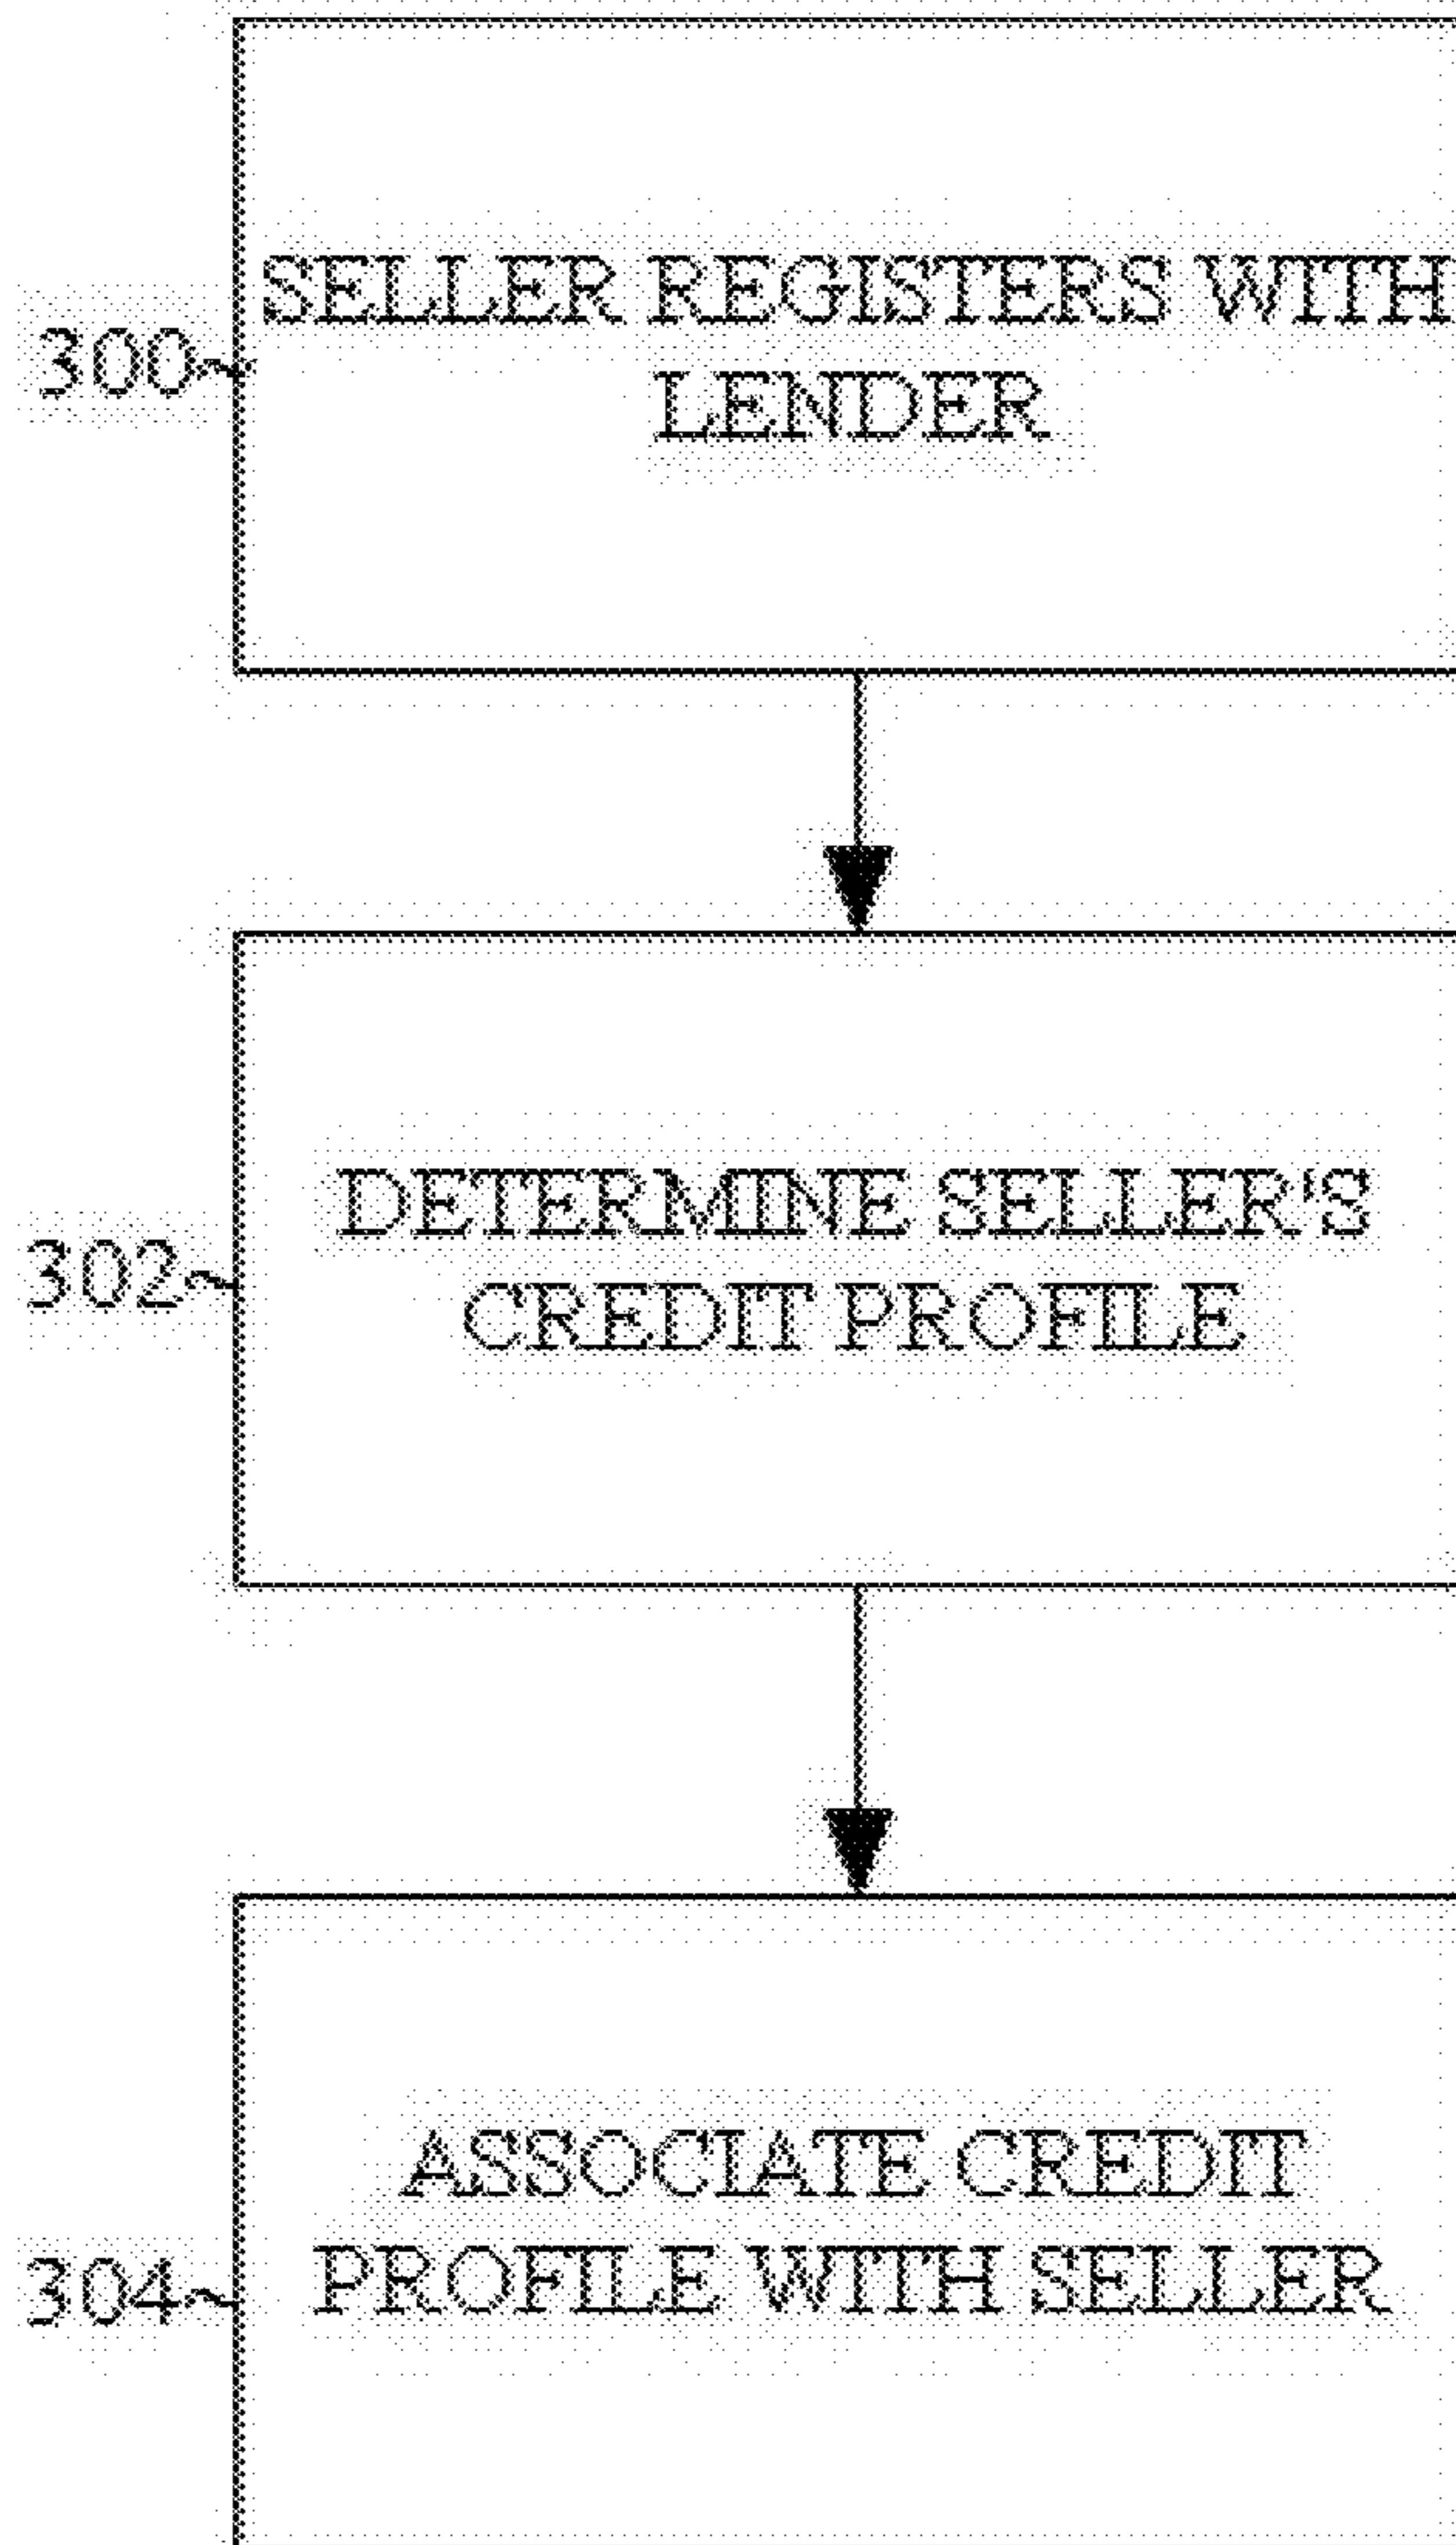 SELLER REGISTERS WITH
300 LENDER
DETERMINE SELLER'S
302 CREDIT PROFILE
ASSOCIATE CREDIT
304 PROFILE WITH SELLER